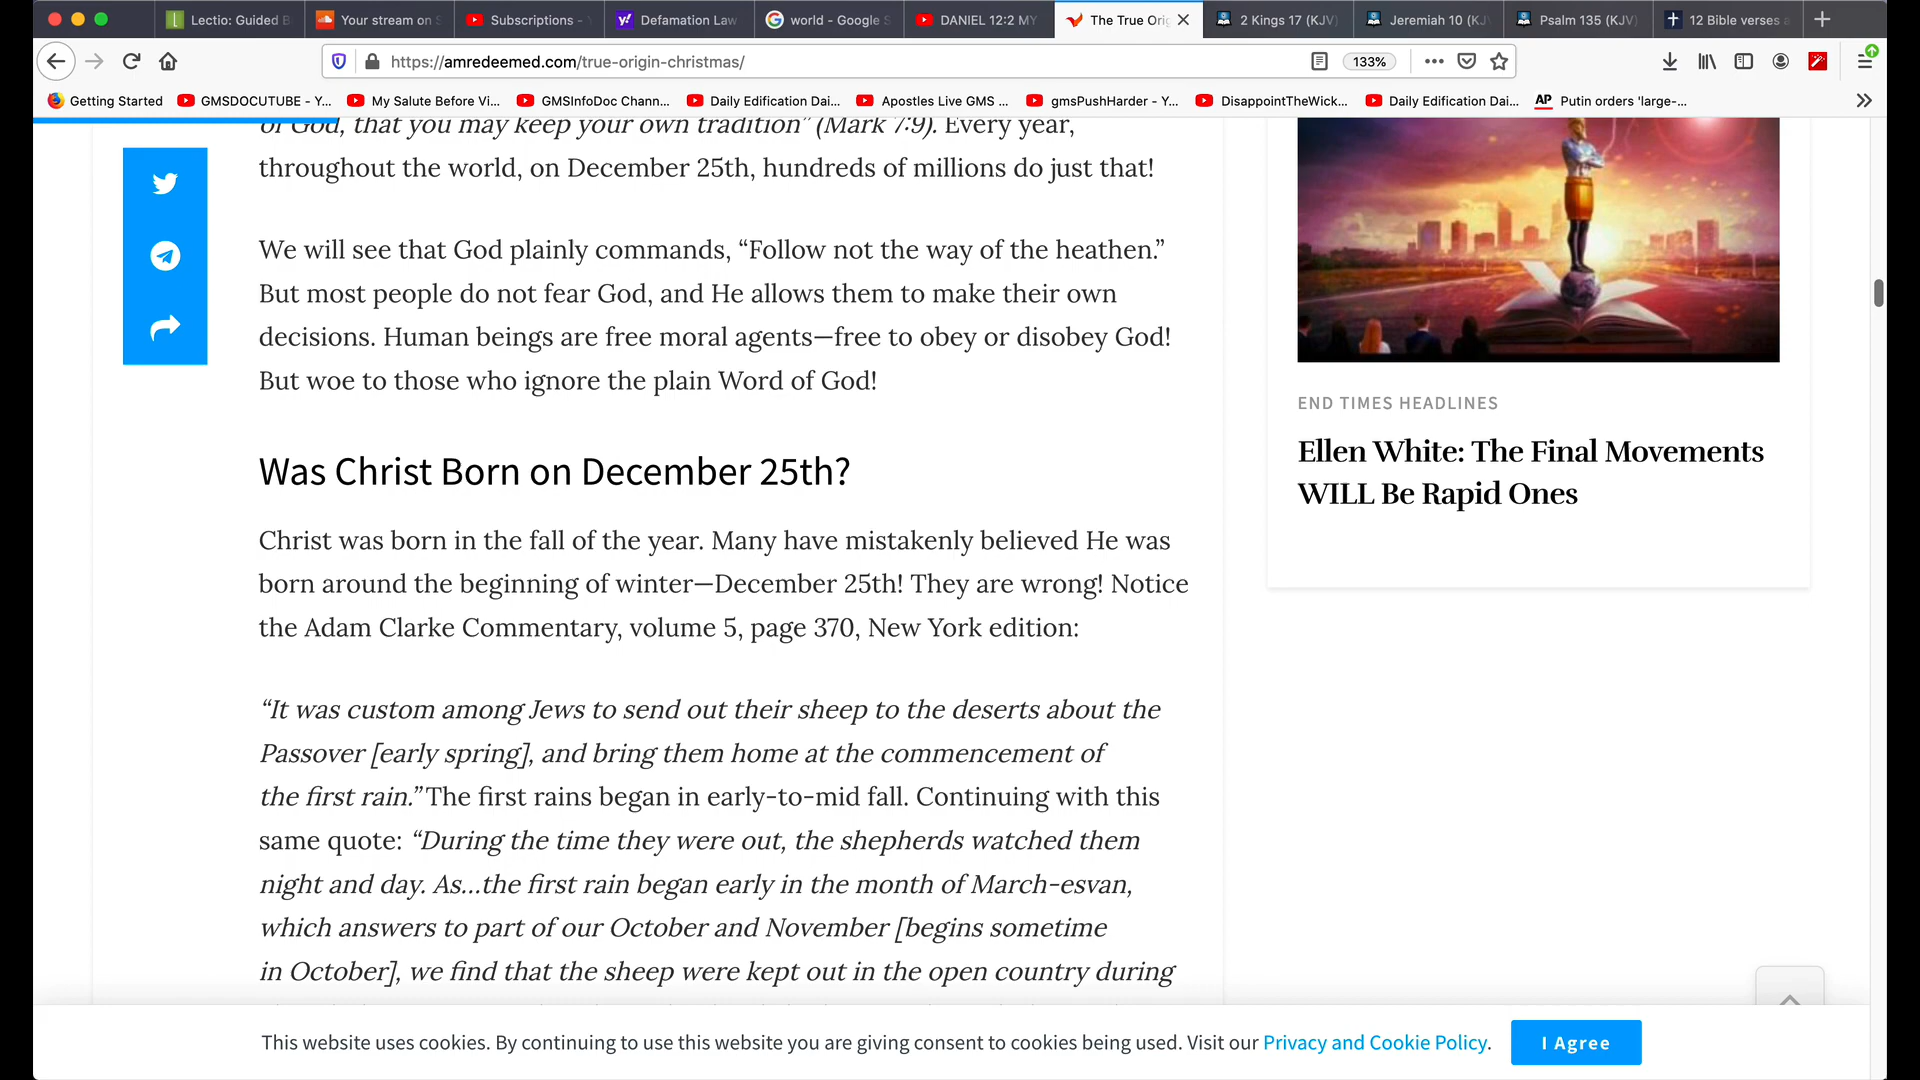 Lectio: Guided B
Your stream on S
Subscriptions -
Defamation Law
world - Google S
DANIEL 12:2 MY
The True Ori
2 Kings 17 (KJV)
Jeremiah 10 (KJV
Psalm 135 (KJV)
12 Bible verses a
https://amredeemed.com/true-origin-christmas/
133%
Getting Started
GMSDOCUTUBE - Y...
My Salute Before Vi...
GMSInfoDoc Chann...
Daily Edification Dai...
Apostles Live GMS ...
gmsPushHarder - Y...
DisappointTheWick...
Daily Edification Dai...
AP Putin orders 'large-...
of God, that you may keep your own tradition” (Mark 7:9). Every year,
throughout the world, on December 25th, hundreds of millions do just that!
We will see that God plainly commands, “Follow not the way of the heathen.”
But most people do not fear God, and He allows them to make their own
decisions. Human beings are free moral agents—free to obey or disobey God!
But woe to those who ignore the plain Word of God!
Was Christ Born on December 25th?
Christ was born in the fall of the year. Many have mistakenly believed He was
born around the beginning of winter—December 25th! They are wrong! Notice
the Adam Clarke Commentary, volume 5, page 370, New York edition:
“It was custom among Jews to send out their sheep to the deserts about the
Passover [early spring], and bring them home at the commencement of
the first rain.” The first rains began in early-to-mid fall. Continuing with this
same quote: “During the time they were out, the shepherds watched them
night and day. As…the first rain began early in the month of March-esvan,
which answers to part of our October and November [begins sometime
in October], we find that the sheep were kept out in the open country during
END TIMES HEADLINES
Ellen White: The Final Movements
WILL Be Rapid Ones
This website uses cookies. By continuing to use this website you are giving consent to cookies being used. Visit our Privacy and Cookie Policy.
I Agree